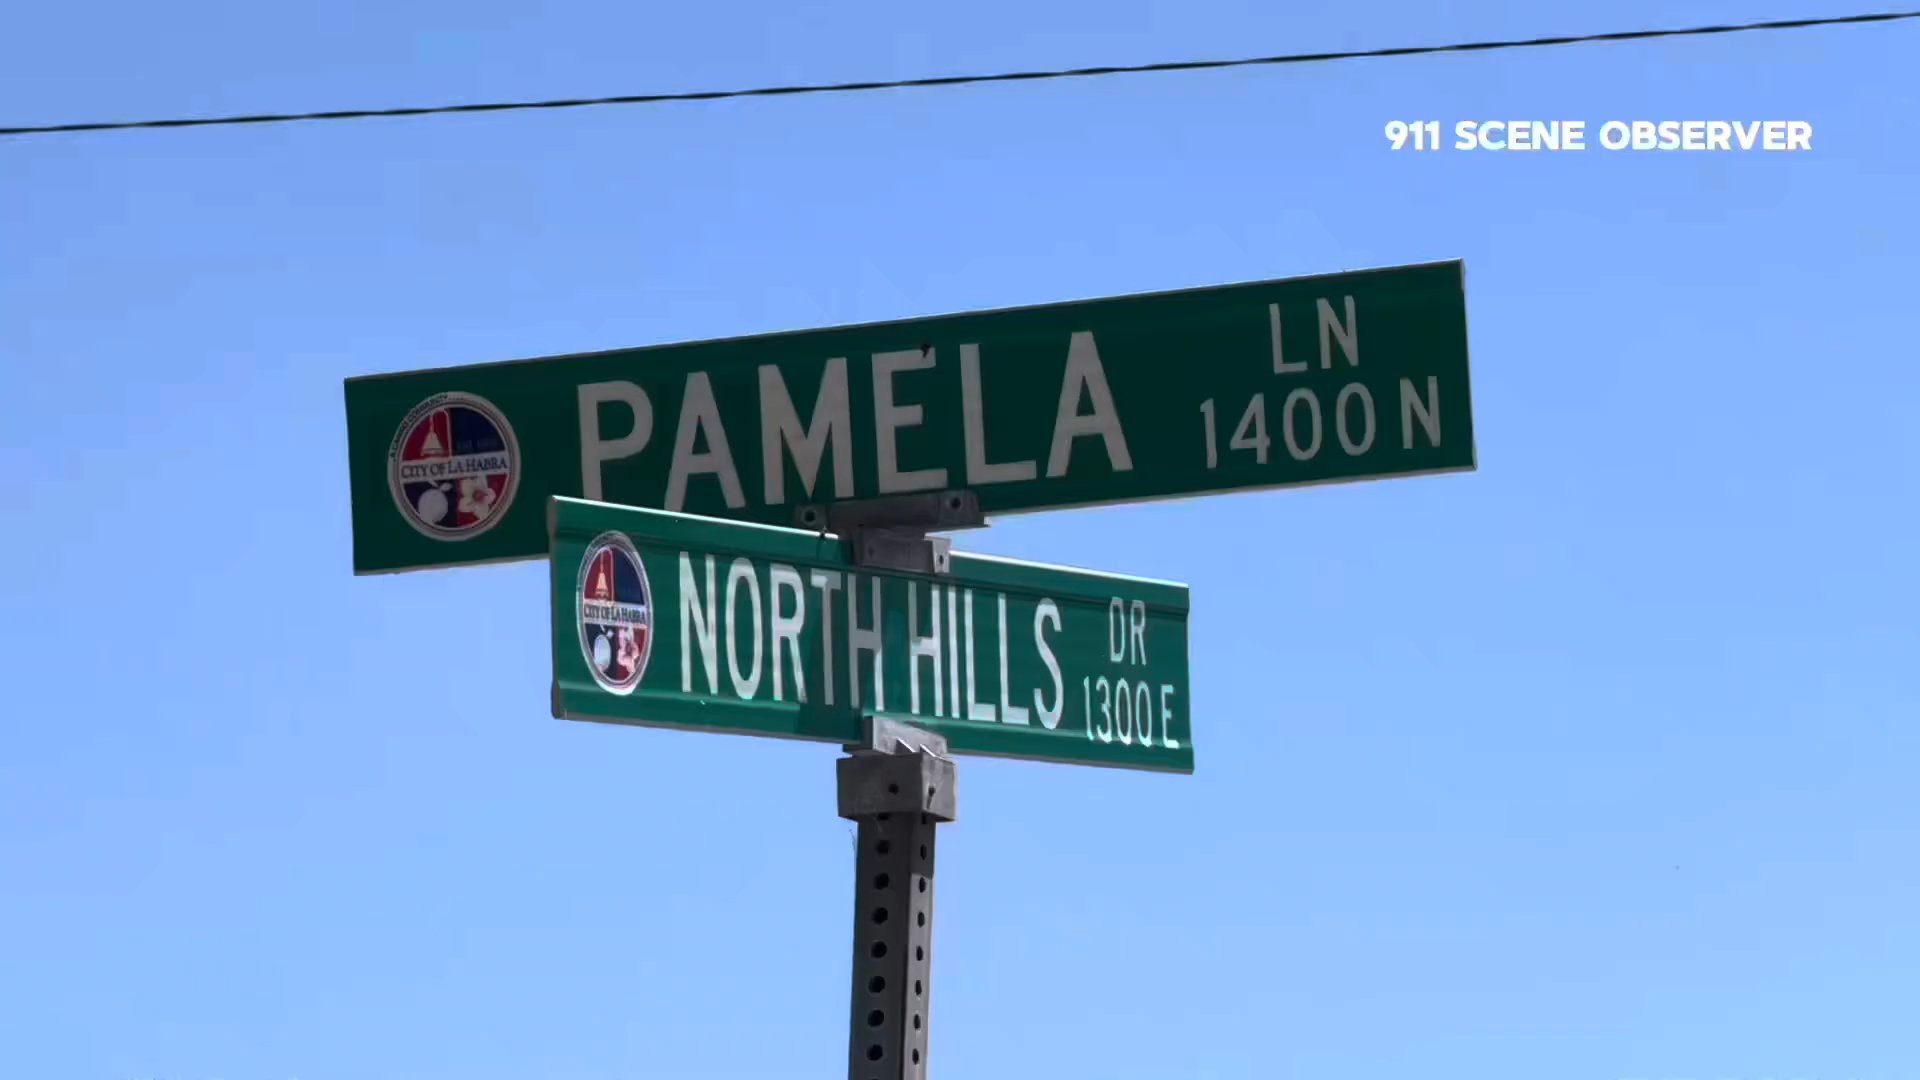 911 SCENE OBSERVER
PAMELA LN
1400 N
CITY OF LA HABRA
NORTH HILLS DR
1300 E
CITY OF LA HABRA